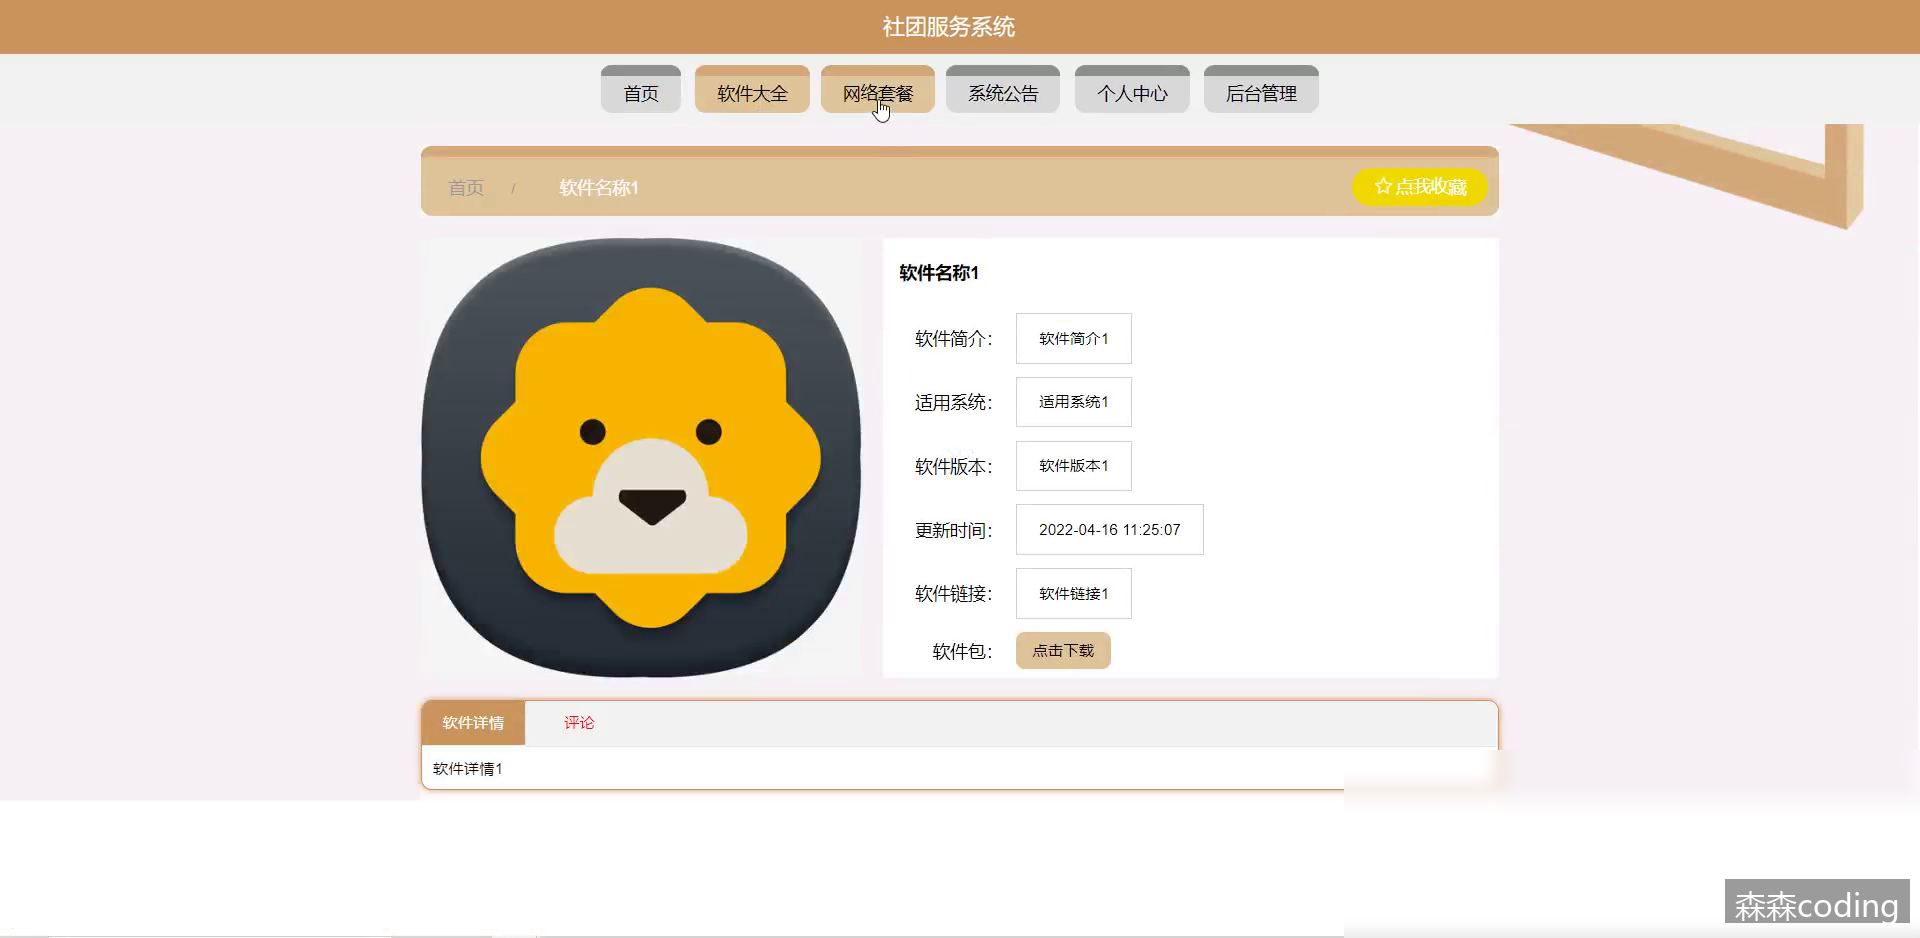 社团服务系统
首页 软件大全 网络套餐 系统公告 个人中心 后台管理
首页 / 软件名称1 ☆点我收藏
软件名称1
软件简介： 软件简介1
适用系统： 适用系统1
软件版本： 软件版本1
更新时间： 2022-04-16 11:25:07
软件链接： 软件链接1
软件包： 点击下载
软件详情 评论
软件详情1
森森coding